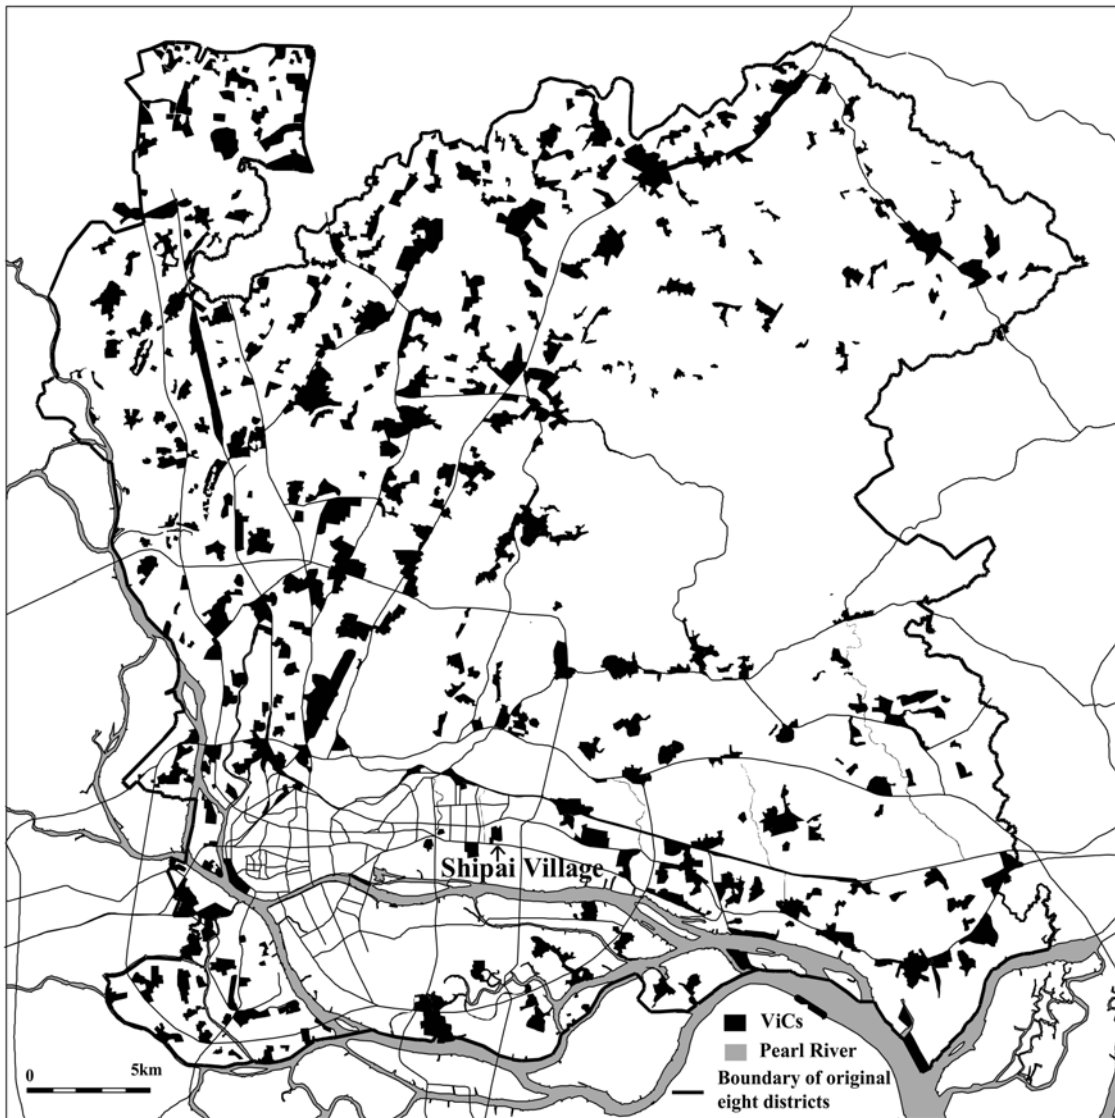 Shipai Village
ViCs
Pearl River
0 5km
Boundary of original
eight districts